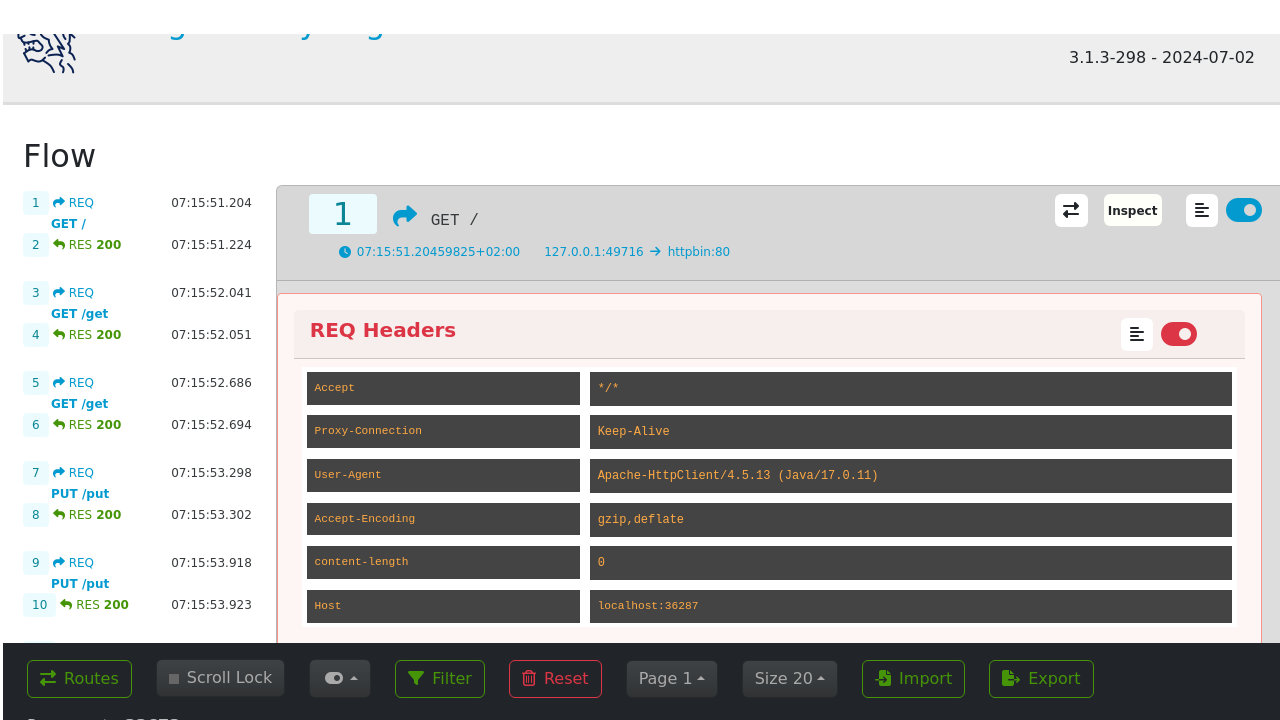 3.1.3-298 - 2024-07-02
Flow
1 REQ 07:15:51.204
GET /
2 RES 200 07:15:51.224
3 REQ 07:15:52.041
GET /get
4 RES 200 07:15:52.051
5 REQ 07:15:52.686
GET /get
6 RES 200 07:15:52.694
7 REQ 07:15:53.298
PUT /put
8 RES 200 07:15:53.302
9 REQ 07:15:53.918
PUT /put
10 RES 200 07:15:53.923
1 GET / Inspect
07:15:51.20459825+02:00 127.0.0.1:49716 → httpbin:80
REQ Headers
Accept */*
Proxy-Connection Keep-Alive
User-Agent Apache-HttpClient/4.5.13 (Java/17.0.11)
Accept-Encoding gzip,deflate
content-length 0
Host localhost:36287
Routes Scroll Lock Filter Reset Page 1 Size 20 Import Export